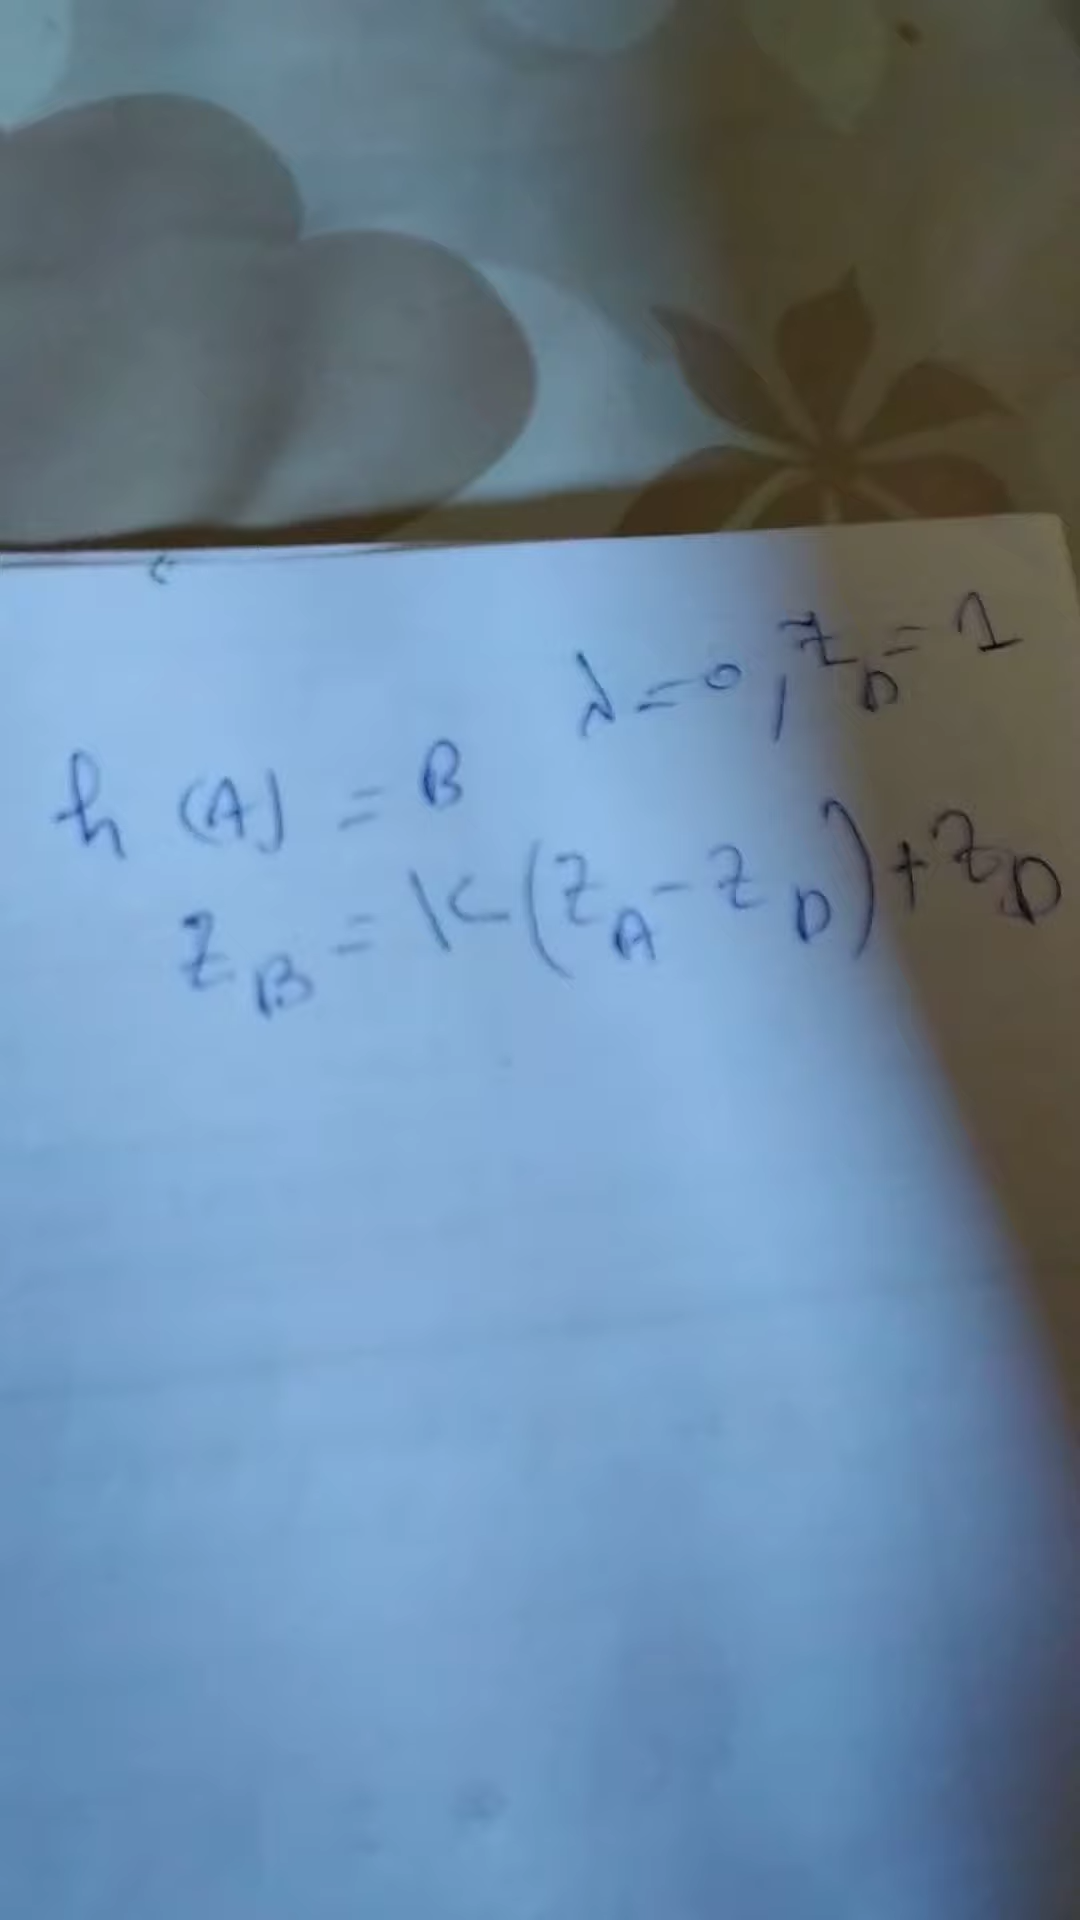 λ = 0, z_D = 1
h (A) = B
z_B = K(z_A - z_D) + z_D